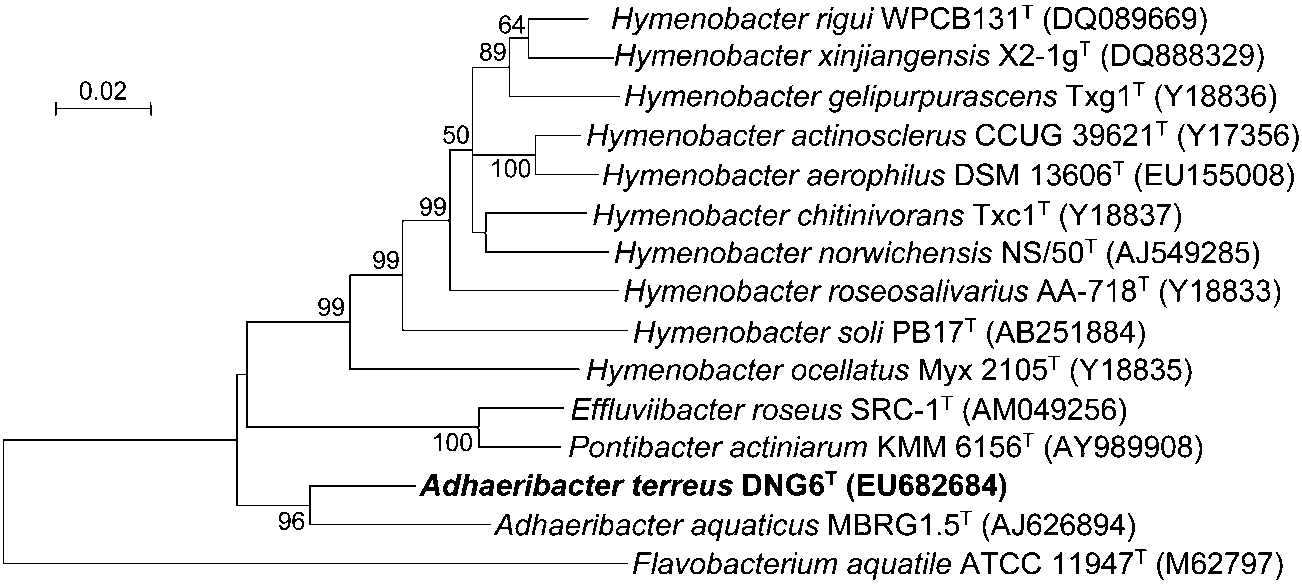 64
Hymenobacter rigui WPCB131ᵀ (DQ089669)
89
Hymenobacter xinjiangensis X2-1gᵀ (DQ888329)
0.02
Hymenobacter gelipurpurascens Txg1ᵀ (Y18836)
50
Hymenobacter actinosclerus CCUG 39621ᵀ (Y17356)
100
Hymenobacter aerophilus DSM 13606ᵀ (EU155008)
99
Hymenobacter chitinivorans Txc1ᵀ (Y18837)
99
Hymenobacter norwichensis NS/50ᵀ (AJ549285)
99
Hymenobacter roseosalivarius AA-718ᵀ (Y18833)
Hymenobacter soli PB17ᵀ (AB251884)
Hymenobacter ocellatus Myx 2105ᵀ (Y18835)
Effluviibacter roseus SRC-1ᵀ (AM049256)
100
Pontibacter actiniarum KMM 6156ᵀ (AY989908)
Adhaeribacter terreus DNG6ᵀ (EU682684)
96
Adhaeribacter aquaticus MBRG1.5ᵀ (AJ626894)
Flavobacterium aquatile ATCC 11947ᵀ (M62797)